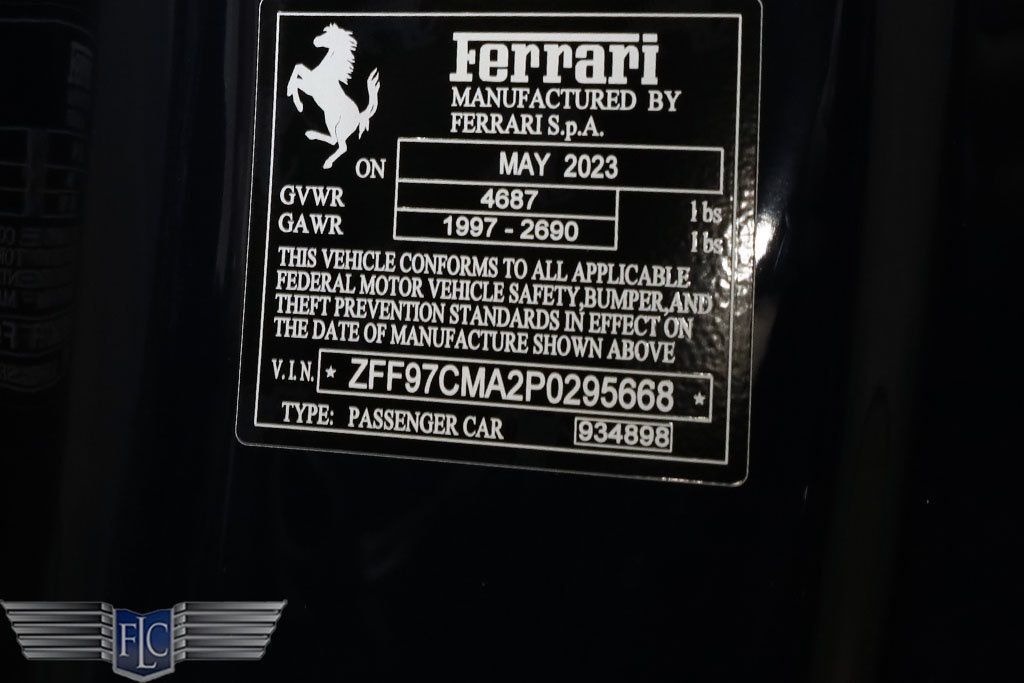 Ferrari
MANUFACTURED BY
FERRARI S.p.A.
ON MAY 2023
GVWR 4687 lbs
GAWR 1997 - 2690 lbs
THIS VEHICLE CONFORMS TO ALL APPLICABLE
FEDERAL MOTOR VEHICLE SAFETY,BUMPER,AND
THEFT PREVENTION STANDARDS IN EFFECT ON
THE DATE OF MANUFACTURE SHOWN ABOVE
V.I.N. * ZFF97CMA2P0295668 *
TYPE: PASSENGER CAR 934898
FLC